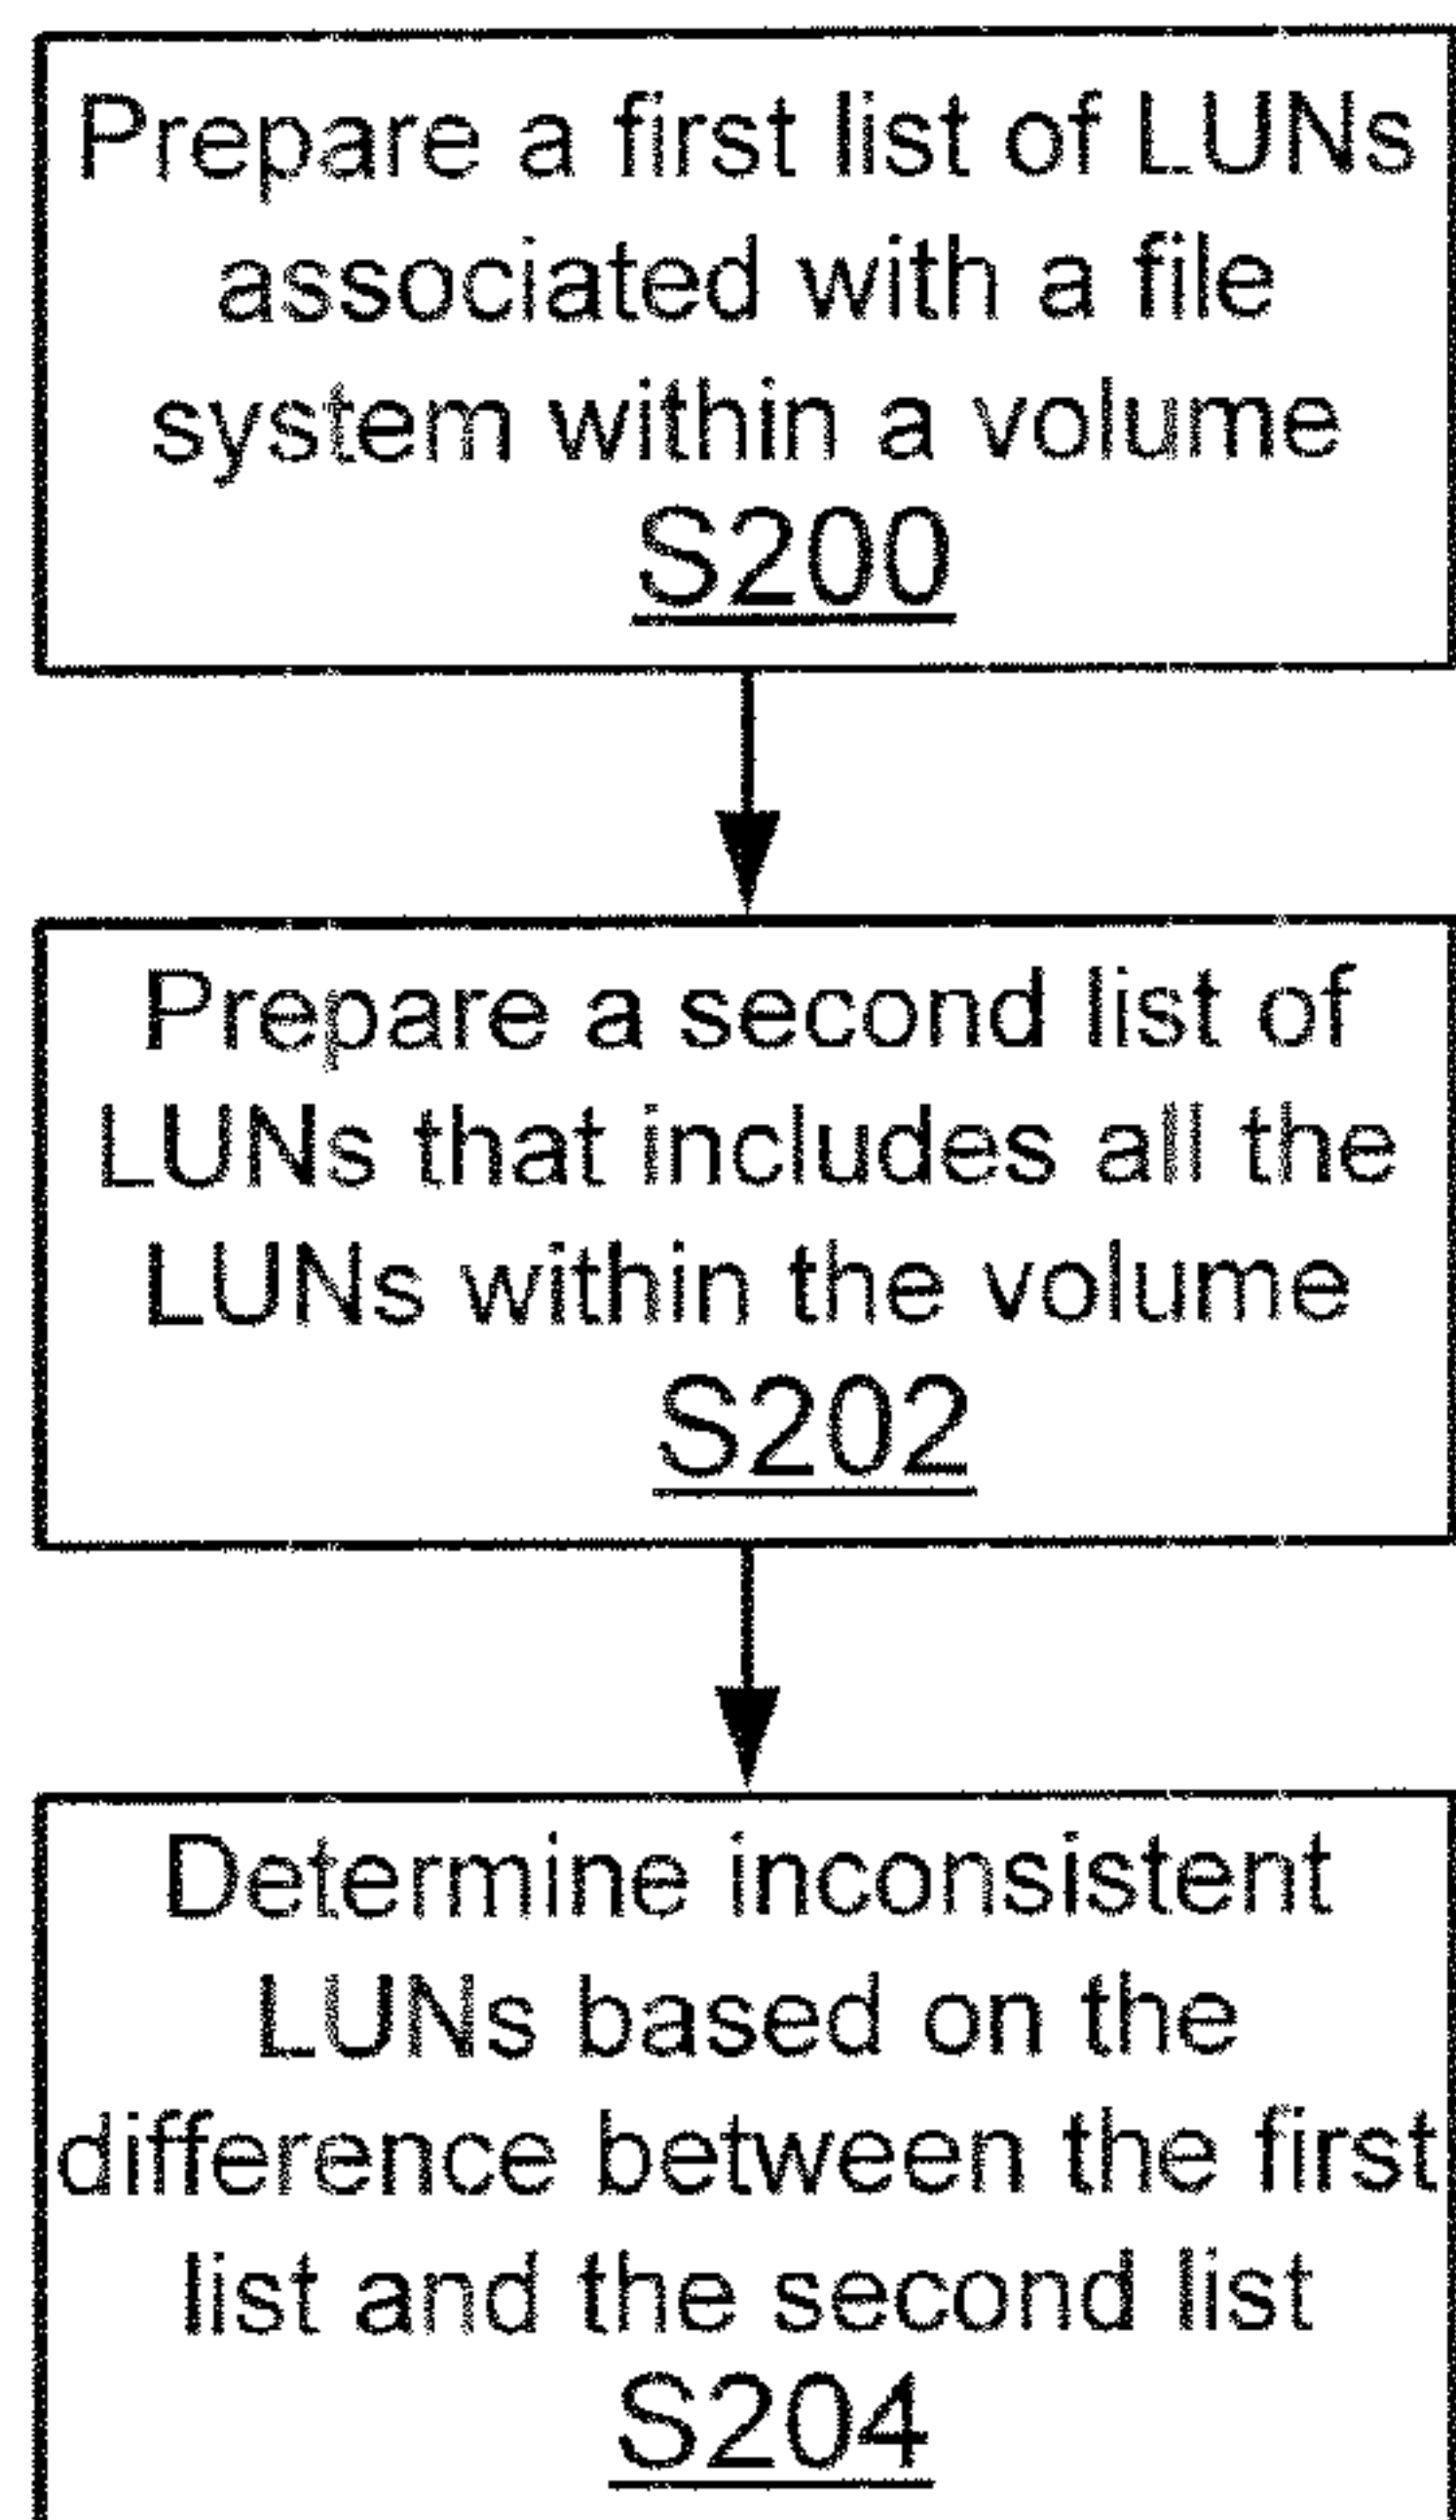 Prepare a first list of LUNs
associated with a file
system within a volume
S200
Prepare a second list of
LUNs that includes all the
LUNs within the volume
S202
Determine inconsistent
LUNs based on the
difference between the first
list and the second list
S204